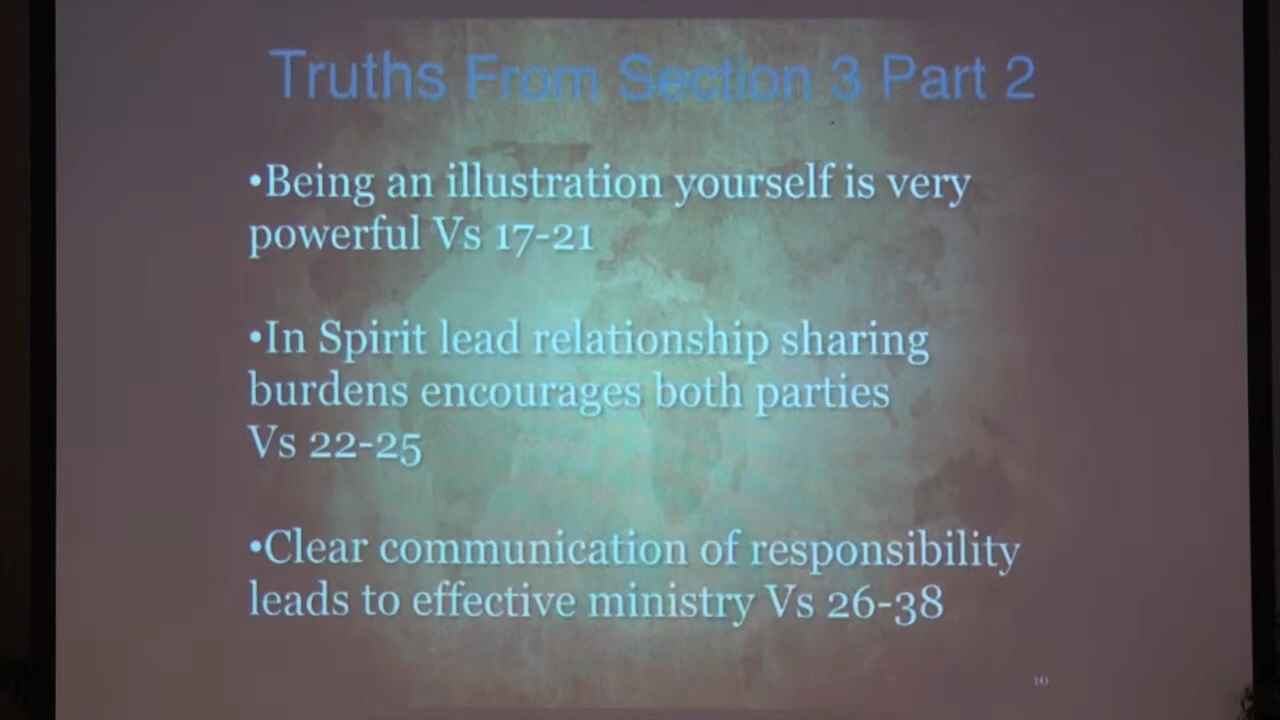 Truths From Section 3 Part 2
•Being an illustration yourself is very
powerful Vs 17-21
•In Spirit lead relationship sharing
burdens encourages both parties
Vs 22-25
•Clear communication of responsibility
leads to effective ministry Vs 26-38
10